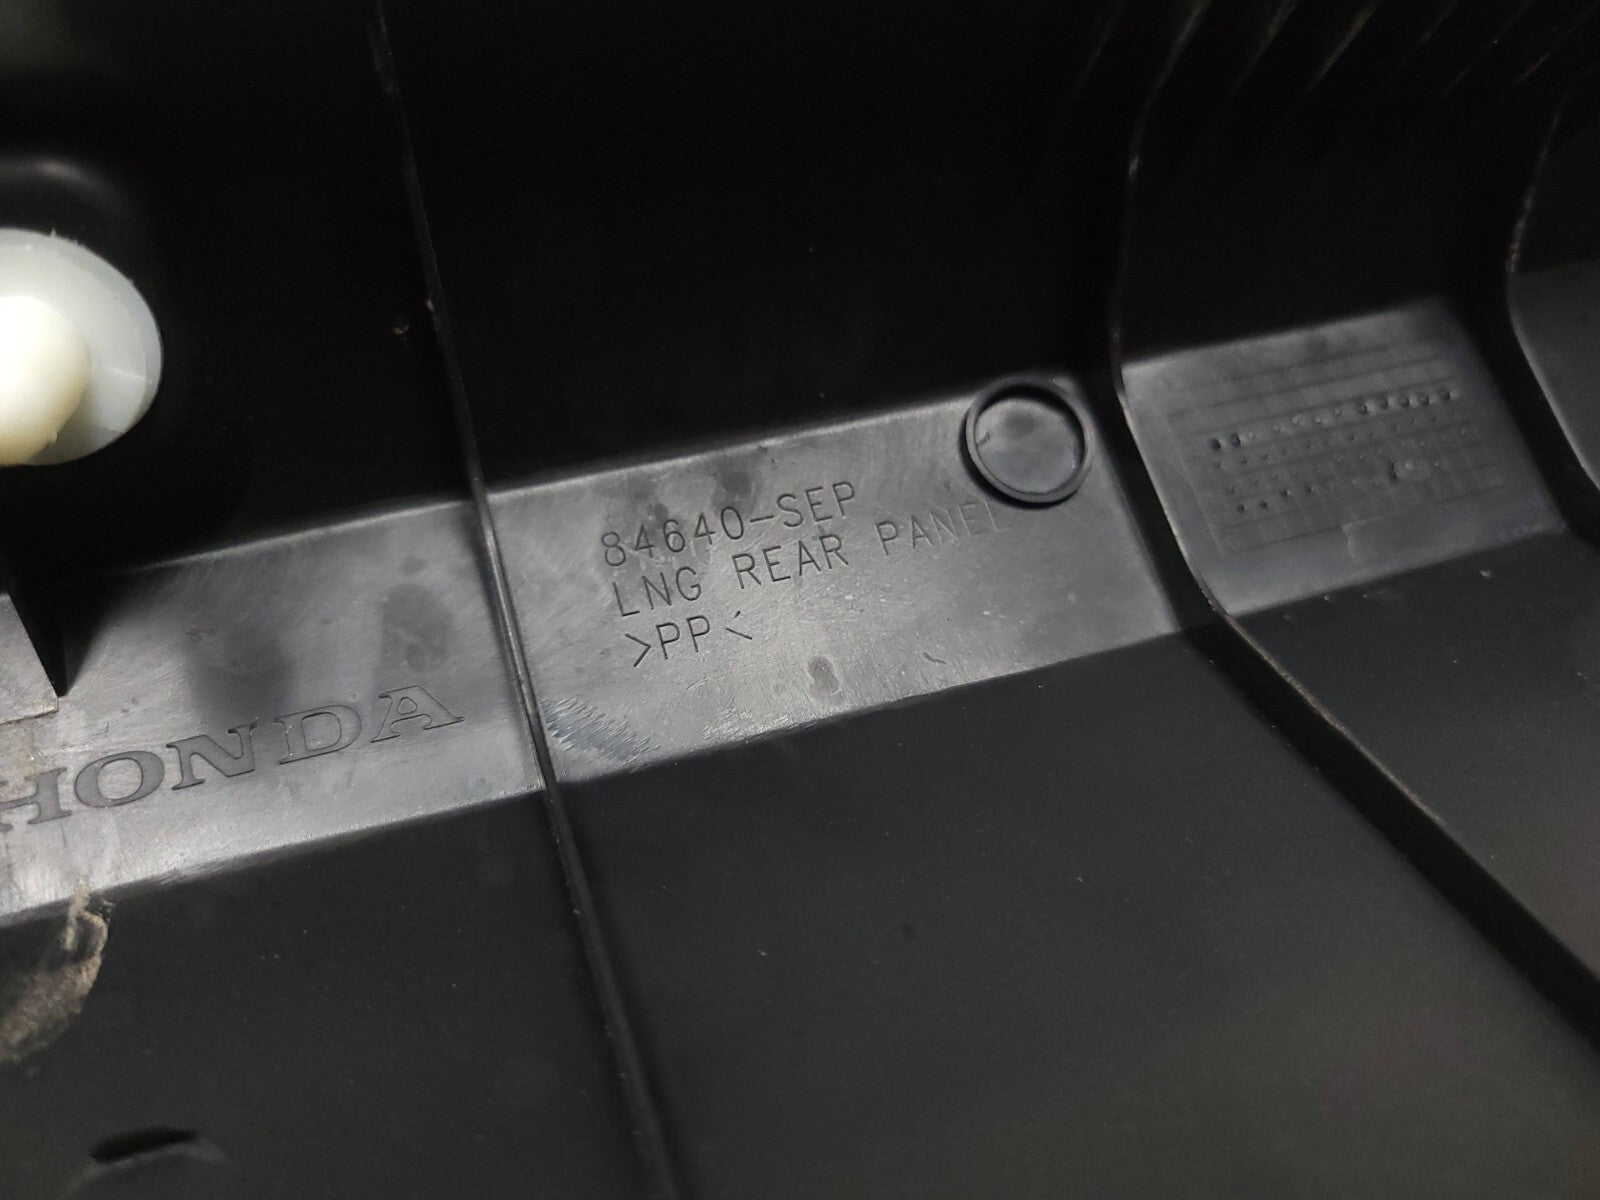 84640-SEP
LNG REAR PANEL
>PP<
HONDA